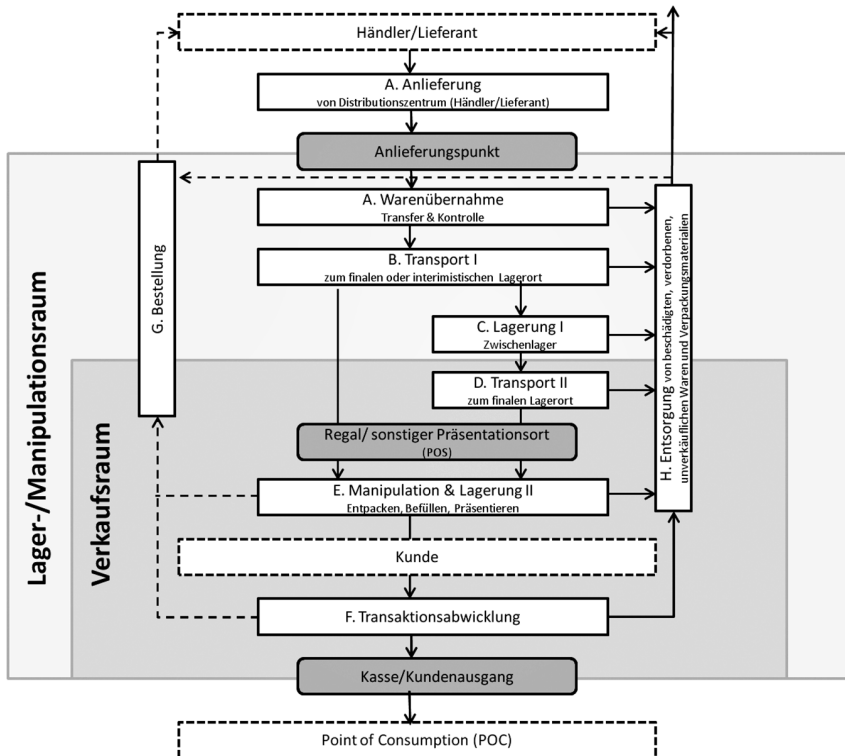 Händler/Lieferant
A. Anlieferung
von Distributionszentrum (Händler/Lieferant)
Anlieferungspunkt
A. Warenübernahme
Transfer & Kontrolle
B. Transport I
zum finalen oder interimistischen Lagerort
C. Lagerung I
Zwischenlager
D. Transport II
zum finalen Lagerort
Regal/ sonstiger Präsentationsort
(POS)
E. Manipulation & Lagerung II
Entpacken, Befüllen, Präsentieren
Kunde
F. Transaktionsabwicklung
Kasse/Kundenausgang
Point of Consumption (POC)
G. Bestellung
H. Entsorgung von beschädigten, verdorbenen,
unverkäuflichen Waren und Verpackungsmaterialien
Lager-/Manipulationsraum
Verkaufsraum